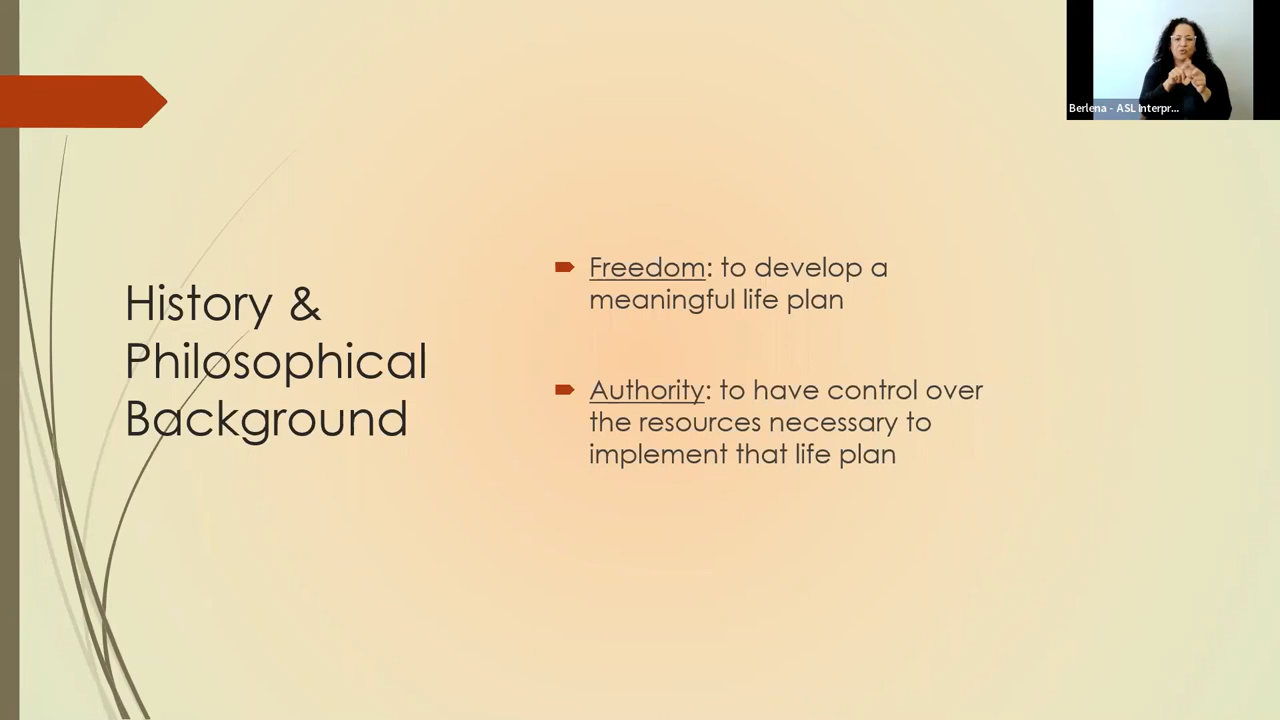 Berlena - ASL Interpr...
History &
Philosophical
Background
Freedom: to develop a
meaningful life plan
Authority: to have control over
the resources necessary to
implement that life plan